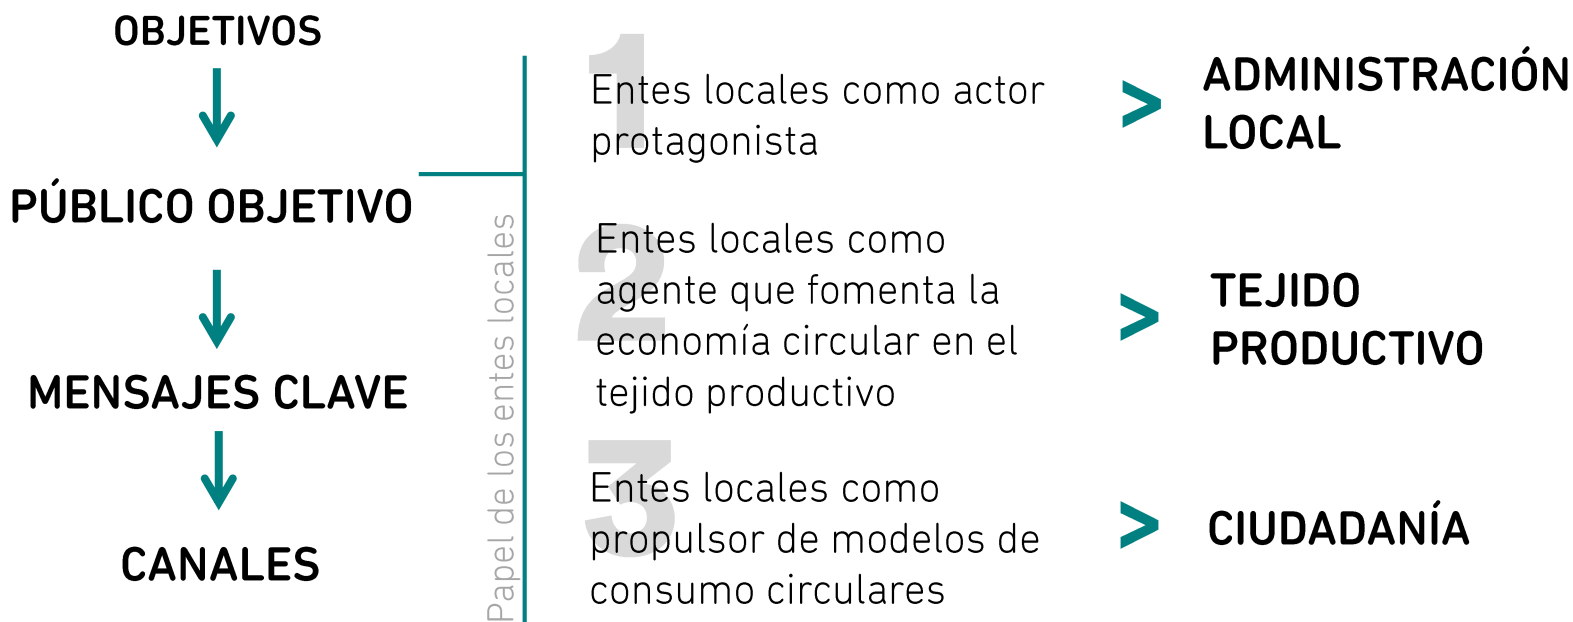 OBJETIVOS
PÚBLICO OBJETIVO
MENSAJES CLAVE
CANALES
Papel de los entes locales
1
Entes locales como actor
protagonista
>
ADMINISTRACIÓN
LOCAL
2
Entes locales como
agente que fomenta la
economía circular en el
tejido productivo
>
TEJIDO
PRODUCTIVO
3
Entes locales como
propulsor de modelos de
consumo circulares
>
CIUDADANÍA